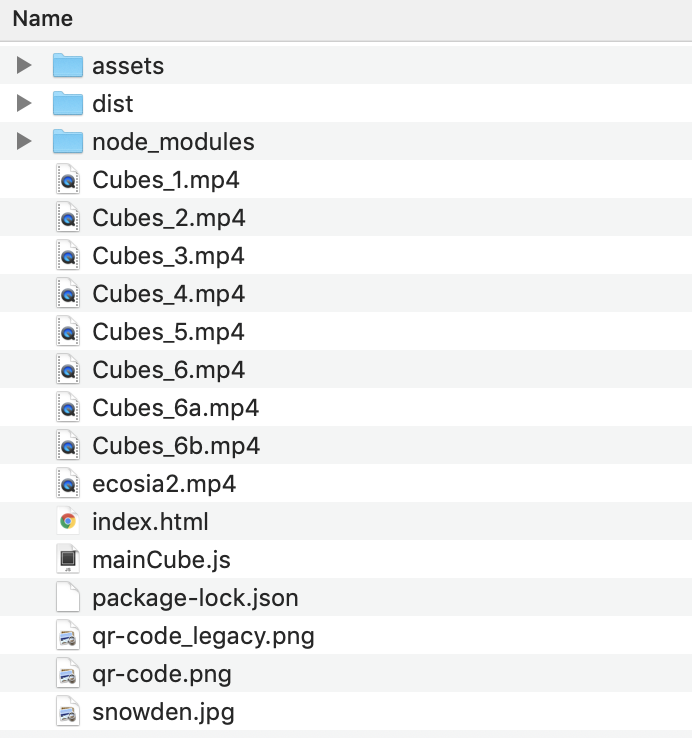 Name
assets
dist
node_modules
Cubes_1.mp4
Cubes_2.mp4
Cubes_3.mp4
Cubes_4.mp4
Cubes_5.mp4
Cubes_6.mp4
Cubes_6a.mp4
Cubes_6b.mp4
ecosia2.mp4
index.html
mainCube.js
package-lock.json
qr-code_legacy.png
qr-code.png
snowden.jpg